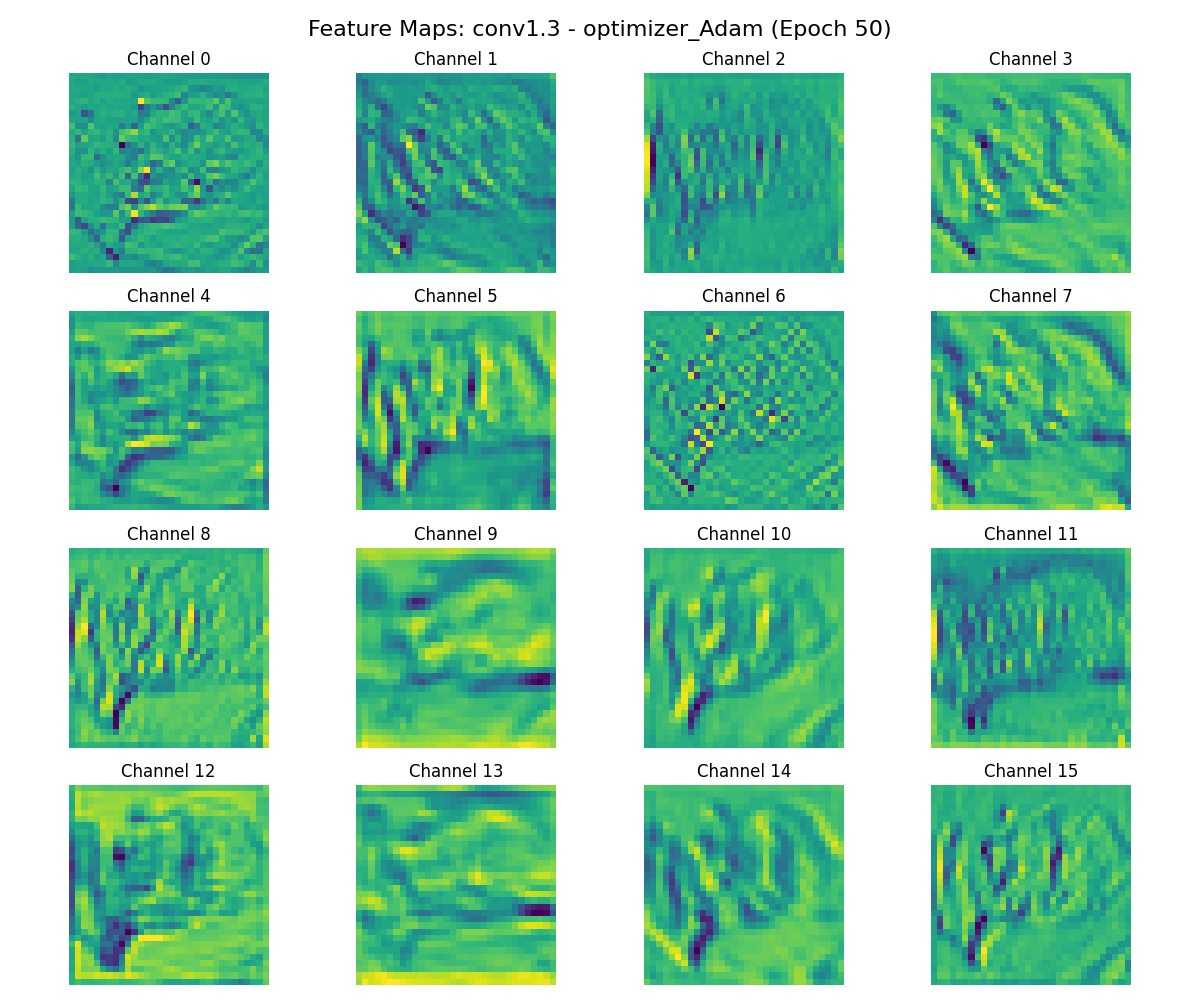 Feature Maps: conv1.3 - optimizer_Adam (Epoch 50)
Channel 0 Channel 1 Channel 2 Channel 3
Channel 4 Channel 5 Channel 6 Channel 7
Channel 8 Channel 9 Channel 10 Channel 11
Channel 12 Channel 13 Channel 14 Channel 15